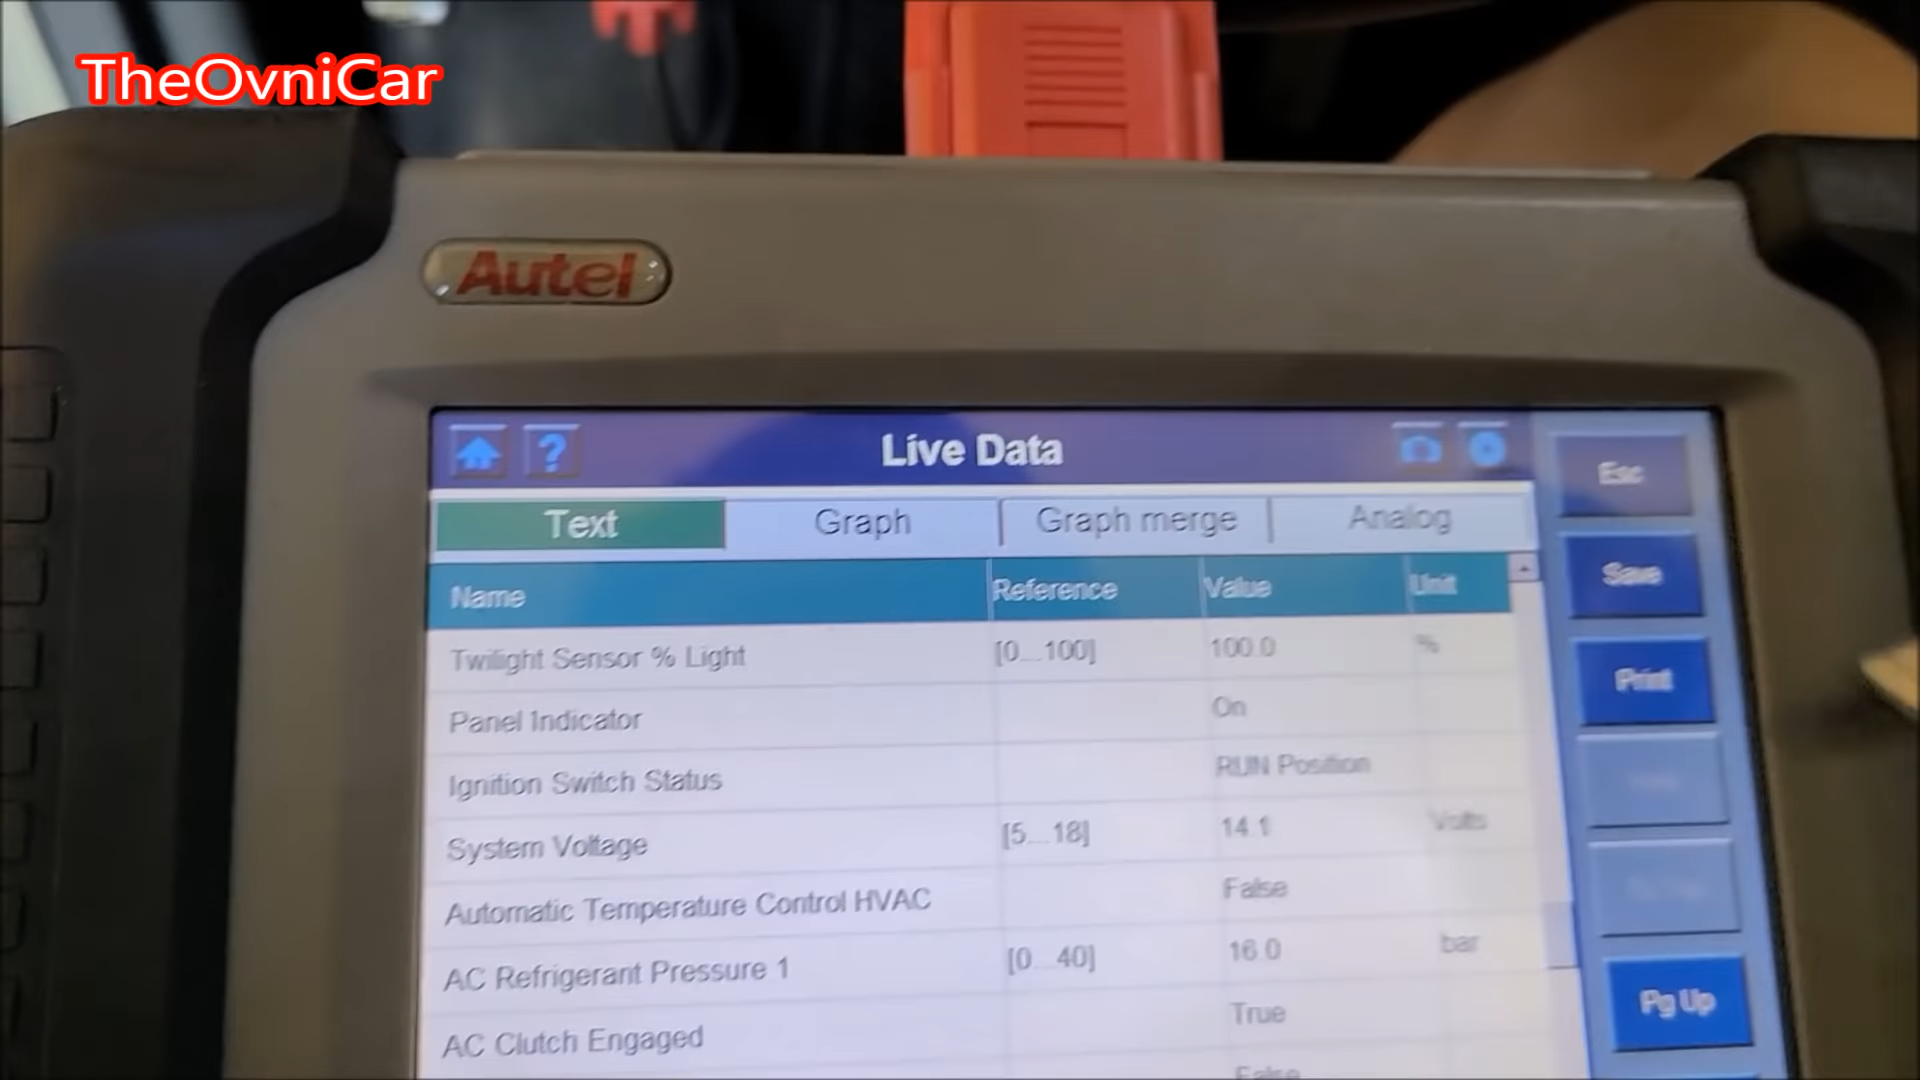 TheOvniCar
Autel
Live Data
Esc
Text Graph Graph merge Analog
Save
Name Reference Value Unit
Twilight Sensor % Light [0...100] 100.0 %
Print
Panel Indicator On
Ignition Switch Status RUN Position
System Voltage [5...18] 14.1 Volts
Automatic Temperature Control HVAC False
AC Refrigerant Pressure 1 [0...40] 16.0 bar
Pg Up
AC Clutch Engaged True
False